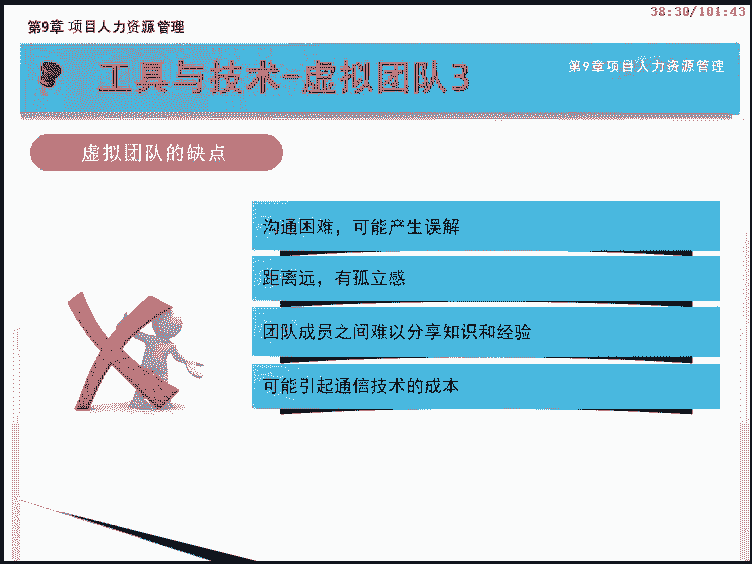 38:30/101:43
第9章 项目人力资源管理
工具与技术-虚拟团队3
第9章项目人力资源管理
虚拟团队的缺点
沟通困难，可能产生误解
距离远，有孤立感
团队成员之间难以分享知识和经验
可能引起通信技术的成本